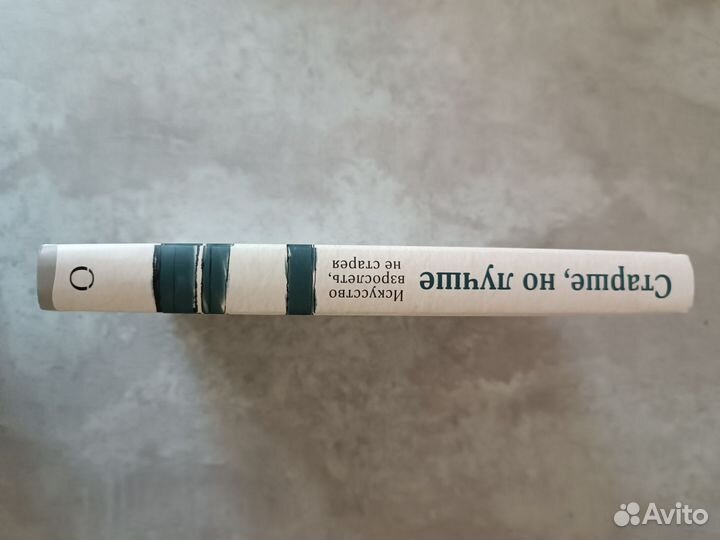 Старше, но лучше
Искусство
взрослеть,
не старея
Avito